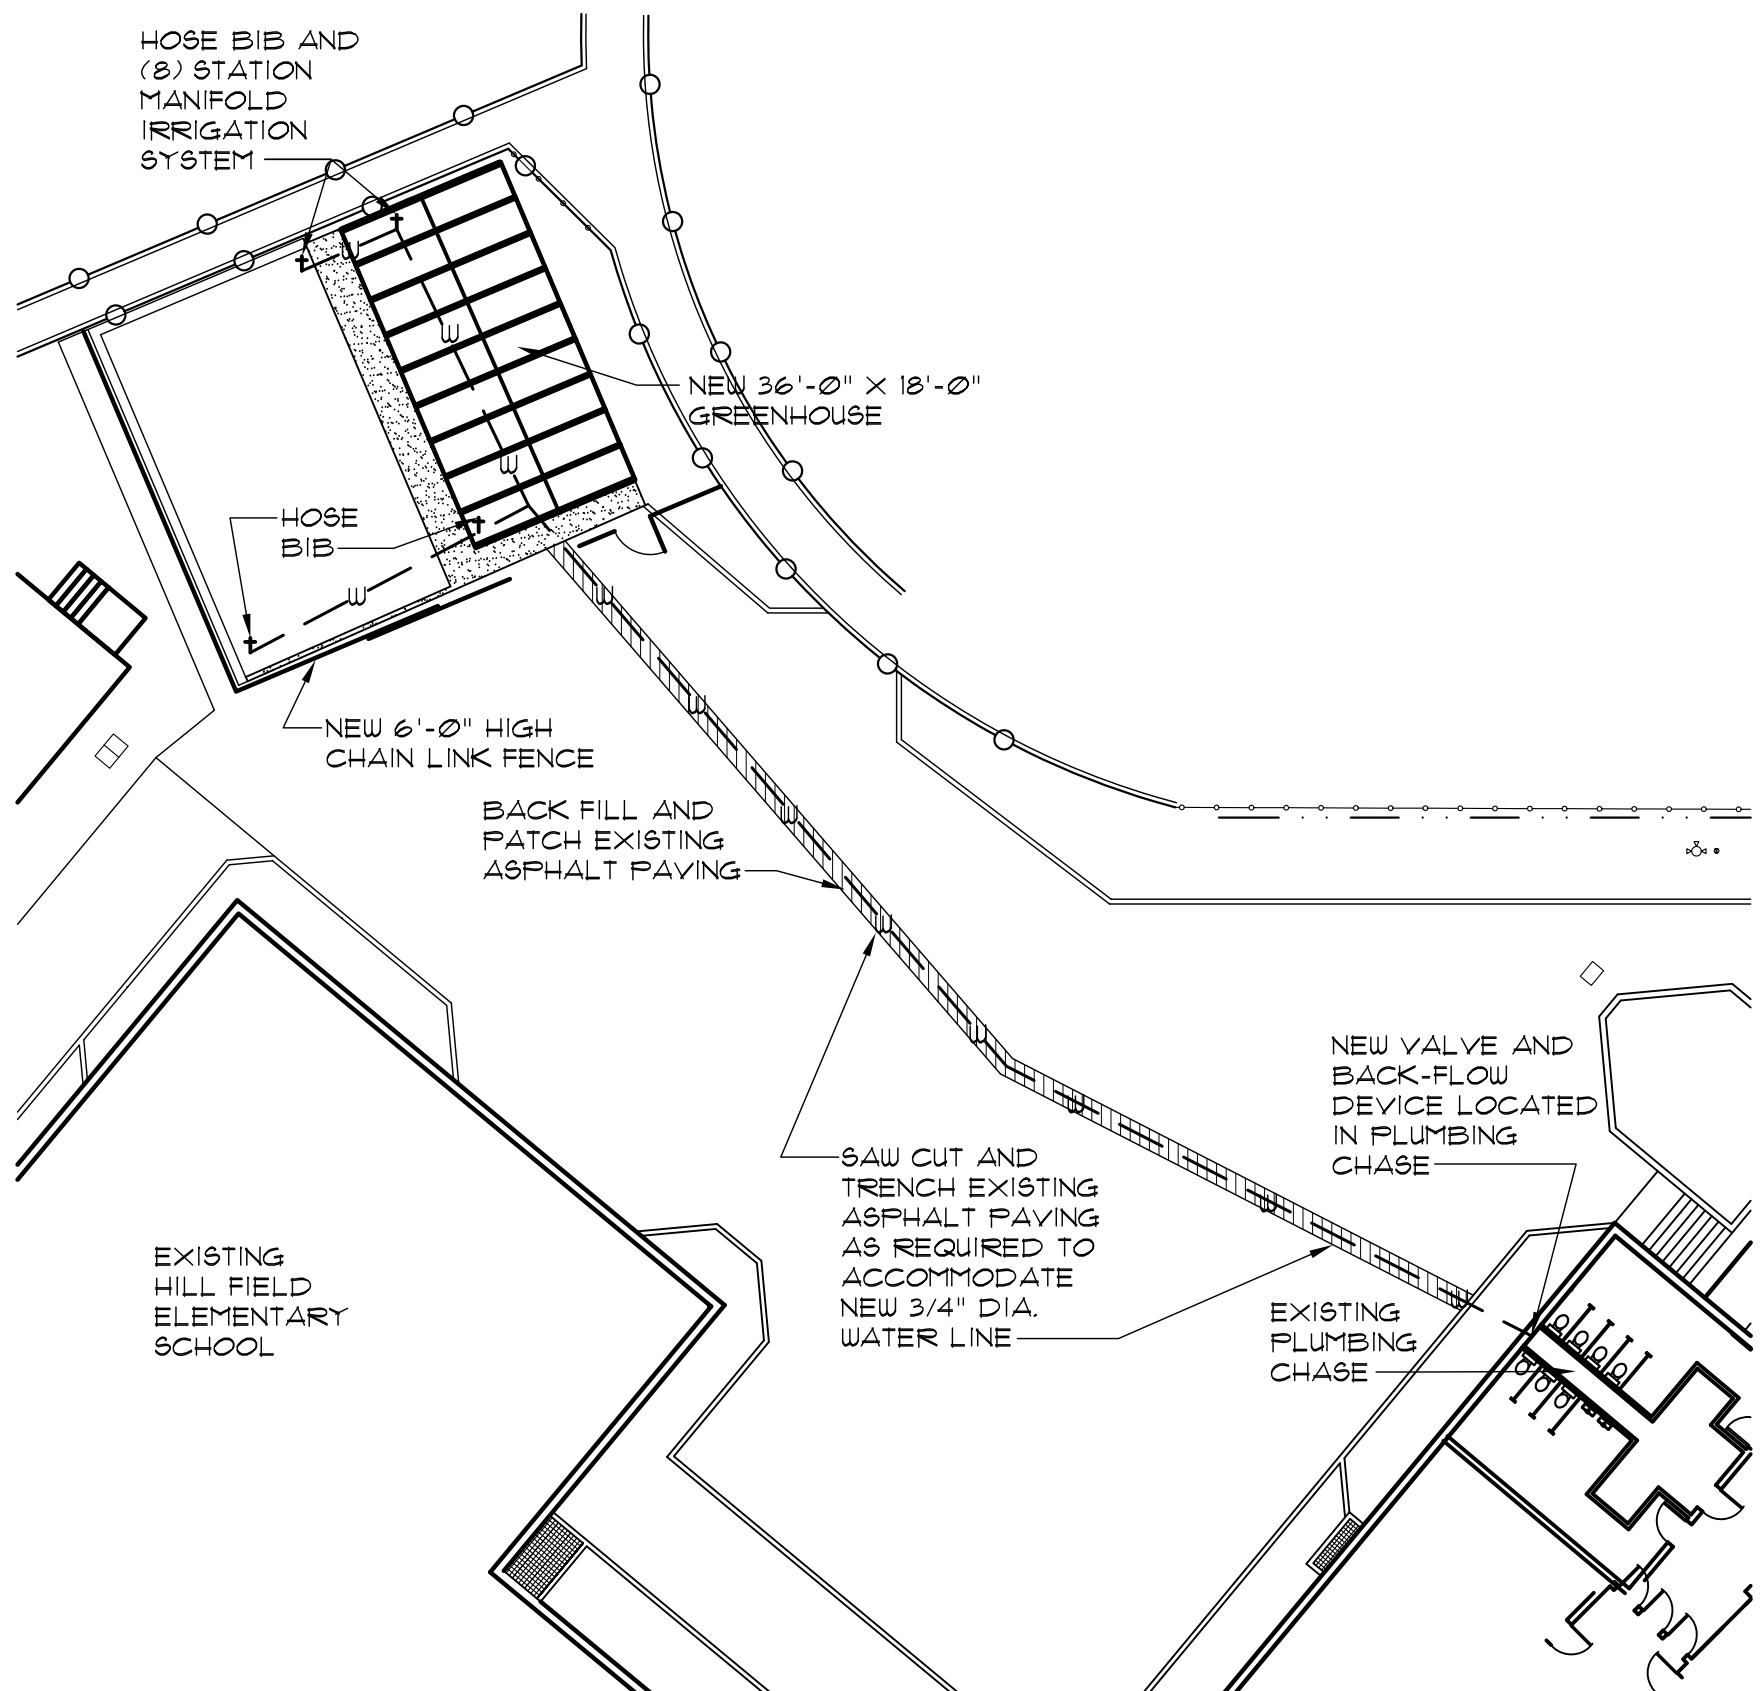 HOSE BIB AND
(8) STATION
MANIFOLD
IRRIGATION
SYSTEM
W
W
NEW 36'-0" X 18'-0"
GREENHOUSE
W
HOSE
BIB
W
W
NEW 6'-0" HIGH
CHAIN LINK FENCE
W
BACK FILL AND
PATCH EXISTING
ASPHALT PAVING
W
W
W
NEW VALVE AND
BACK-FLOW
DEVICE LOCATED
IN PLUMBING
CHASE
W
SAW CUT AND
TRENCH EXISTING
ASPHALT PAVING
AS REQUIRED TO
ACCOMMODATE
NEW 3/4" DIA.
WATER LINE
W
W
EXISTING
HILL FIELD
ELEMENTARY
SCHOOL
EXISTING
PLUMBING
CHASE